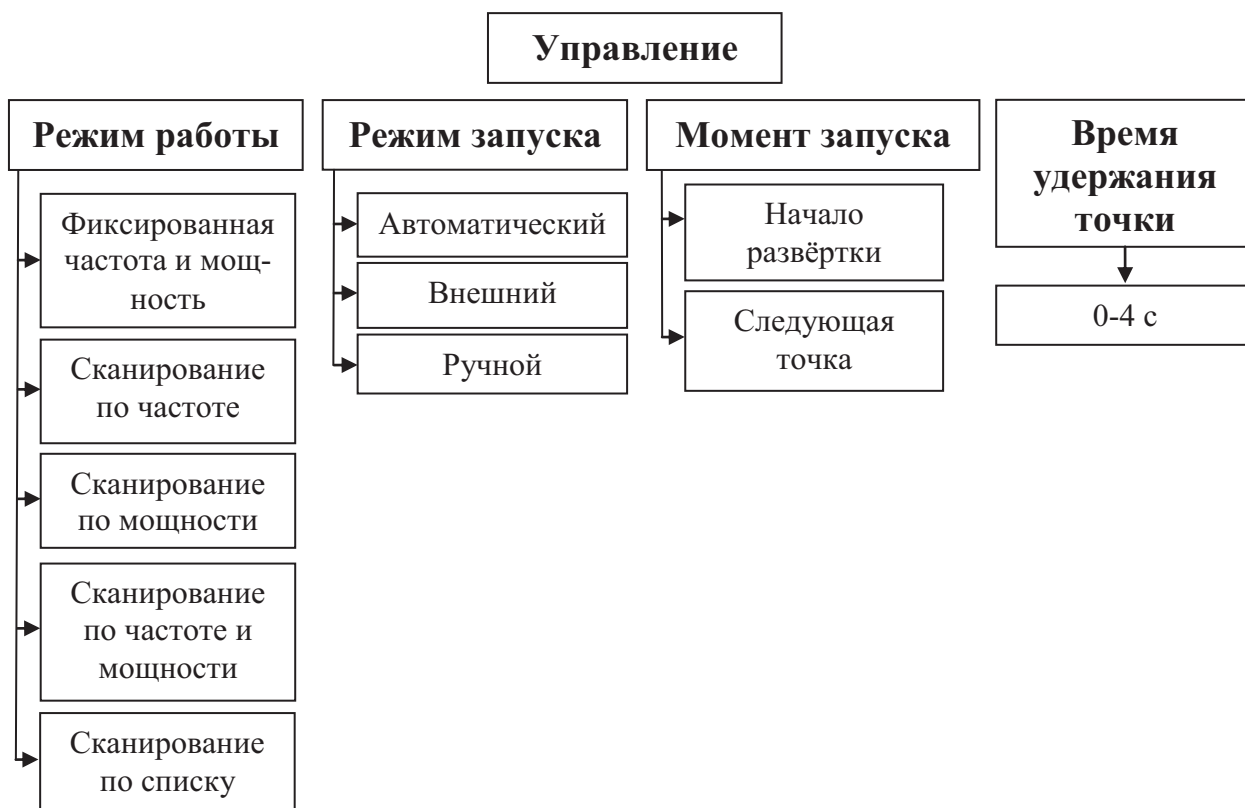 Управление
Режим работы
Фиксированная
частота и мощ-
ность
Сканирование
по частоте
Сканирование
по мощности
Сканирование
по частоте и
мощности
Сканирование
по списку
Режим запуска
Автоматический
Внешний
Ручной
Момент запуска
Начало
развёртки
Следующая
точка
Время
удержания
точки
0-4 с